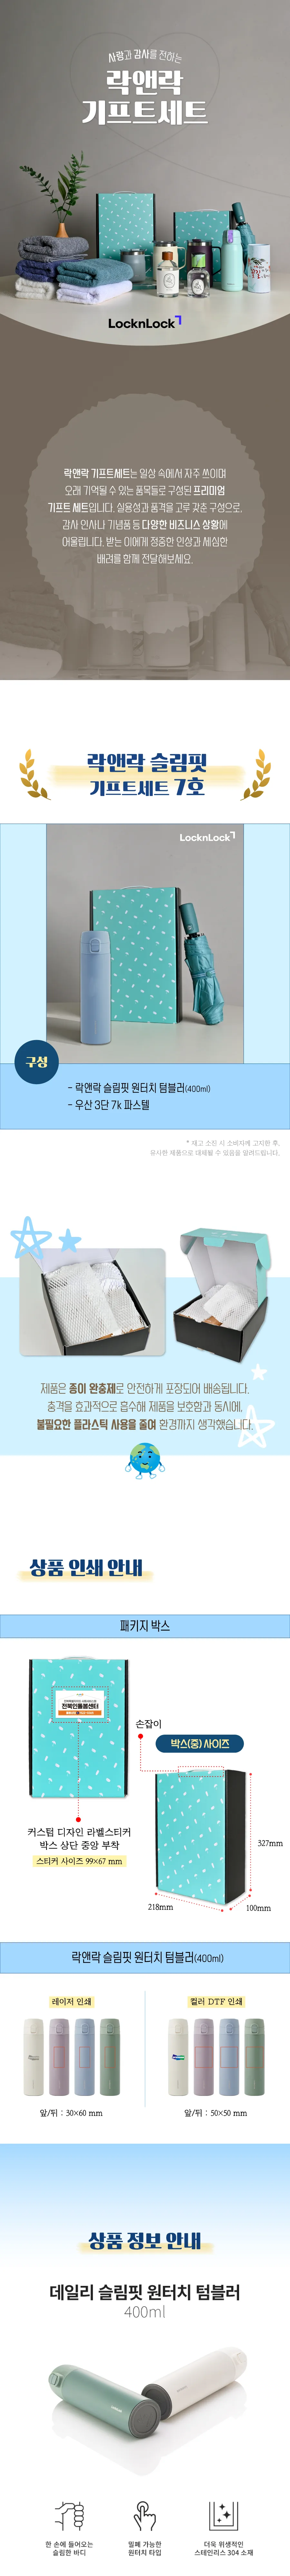 사랑과 감사를 전하는
락앤락
기프트세트
LocknLock
락앤락 기프트세트는 일상 속에서 자주 쓰이며
오래 기억될 수 있는 품목들로 구성된 프리미엄
기프트 세트입니다. 실용성과 품격을 고루 갖춘 구성으로,
감사 인사나 기념품 등 다양한 비즈니스 상황에
어울립니다. 받는 이에게 정중한 인상과 세심한
배려를 함께 전달해보세요.
락앤락 슬림핏
기프트세트 7호
LocknLock
구성
- 락앤락 슬림핏 원터치 텀블러(400ml)
- 우산 3단 7k 파스텔
* 재고 소진 시 소비자께 고지한 후,
유사한 제품으로 대체될 수 있음을 알려드립니다.
제품은 종이 완충제로 안전하게 포장되어 배송됩니다.
충격을 효과적으로 흡수해 제품을 보호함과 동시에,
불필요한 플라스틱 사용을 줄여 환경까지 생각했습니다.
상품 인쇄 안내
패키지 박스
전북인돌봄센터
손잡이
박스(중) 사이즈
커스텀 디자인 라벨스티커
박스 상단 중앙 부착
스티커 사이즈 99×67 mm
327mm
218mm
100mm
락앤락 슬림핏 원터치 텀블러(400ml)
레이저 인쇄
컬러 DTF 인쇄
앞/뒤 : 30×60 mm
앞/뒤 : 50×50 mm
상품 정보 안내
데일리 슬림핏 원터치 텀블러
400ml
한 손에 들어오는
슬림한 바디
밀폐 가능한
원터치 타입
더욱 위생적인
스테인리스 304 소재